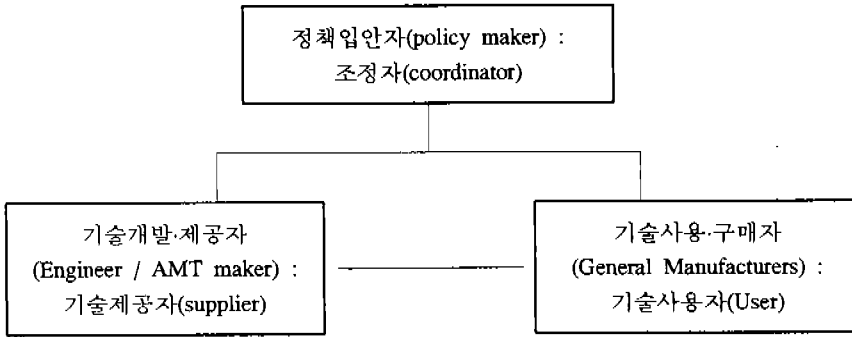 정책입안자(policy maker) :
조정자(coordinator)
기술개발·제공자
(Engineer / AMT maker) :
기술제공자(supplier)
기술사용·구매자
(General Manufacturers) :
기술사용자(User)